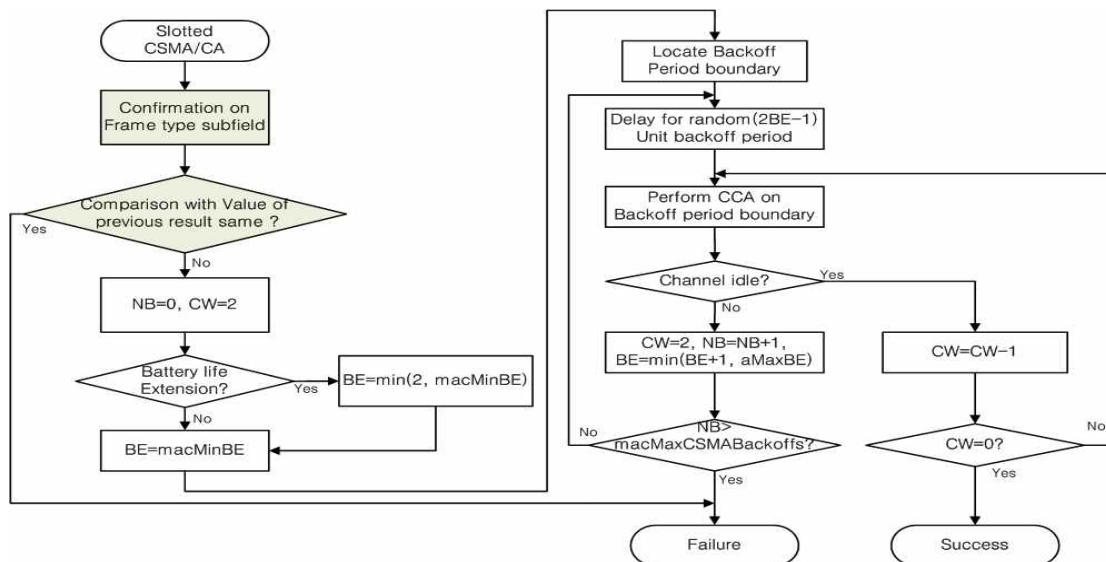 Slotted
CSMA/CA
Confirmation on
Frame type subfield
Comparison with Value of
previous result same ?
Yes
No
NB=0, CW=2
Battery life
Extension?
Yes
BE=min(2, macMinBE)
No
BE=macMinBE
Locate Backoff
Period boundary
Delay for random(2BE-1)
Unit backoff period
Perform CCA on
Backoff period boundary
Channel idle?
Yes
No
CW=2, NB=NB+1,
BE=min(BE+1, aMaxBE)
CW=CW-1
NB>
macMaxCSMABackoffs?
No
Yes
CW=0?
No
Yes
Failure
Success